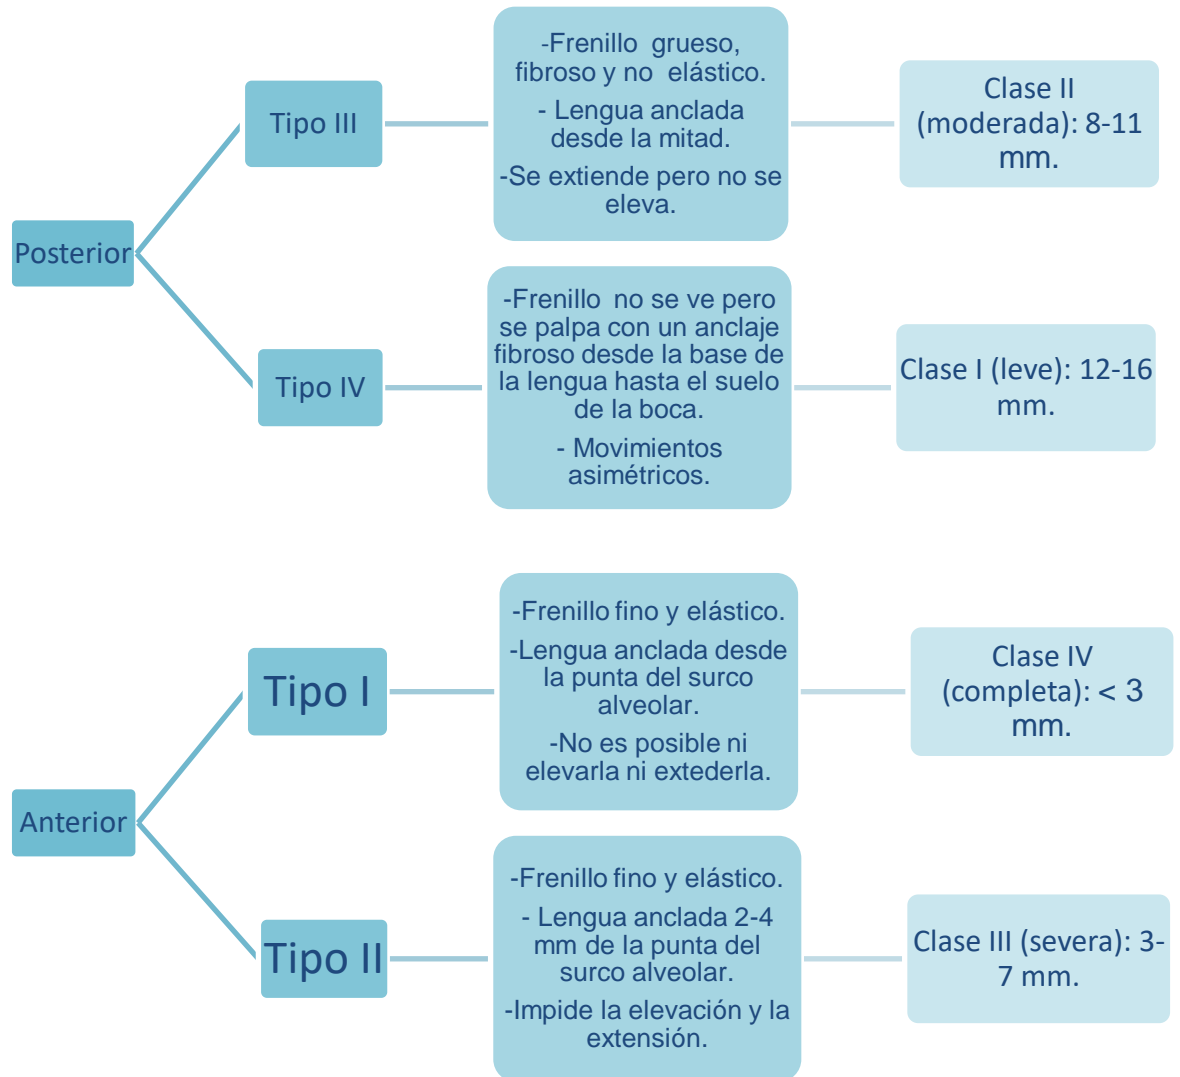 Posterior
Tipo III
-Frenillo grueso,
fibroso y no elástico.
- Lengua anclada
desde la mitad.
-Se extiende pero no se
eleva.
Clase II
(moderada): 8-11
mm.
Tipo IV
-Frenillo no se ve pero
se palpa con un anclaje
fibroso desde la base de
la lengua hasta el suelo
de la boca.
- Movimientos
asimétricos.
Clase I (leve): 12-16
mm.
Anterior
Tipo I
-Frenillo fino y elástico.
-Lengua anclada desde
la punta del surco
alveolar.
-No es posible ni
elevarla ni extederla.
Clase IV
(completa): < 3
mm.
Tipo II
-Frenillo fino y elástico.
- Lengua anclada 2-4
mm de la punta del
surco alveolar.
-Impide la elevación y la
extensión.
Clase III (severa): 3-
7 mm.